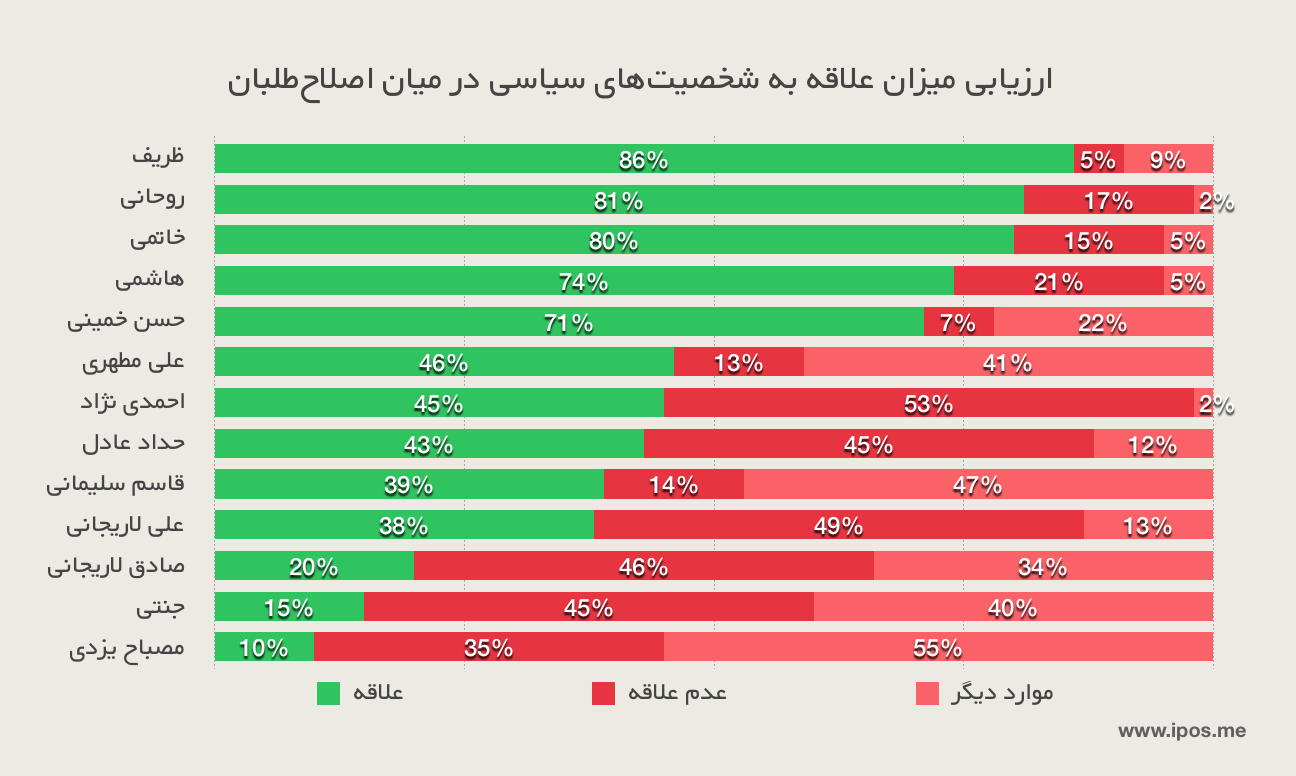 ارزیابی میزان علاقه به شخصیت‌های سیاسی در میان اصلاح‌طلبان
ظریف 86% 5% 9%
روحانی 81% 17% 2%
خاتمی 80% 15% 5%
هاشمی 74% 21% 5%
حسن خمینی 71% 7% 22%
علی مطهری 46% 13% 41%
احمدی نژاد 45% 53% 2%
حداد عادل 43% 45% 12%
قاسم سلیمانی 39% 14% 47%
علی لاریجانی 38% 49% 13%
صادق لاریجانی 20% 46% 34%
جنتی 15% 45% 40%
مصباح یزدی 10% 35% 55%
علاقه عدم علاقه موارد دیگر
www.ipos.me